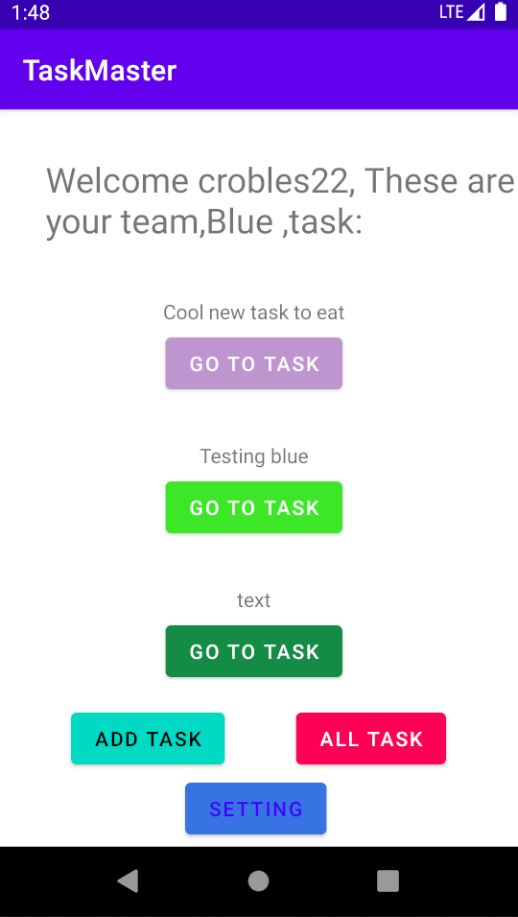 1:48 LTE
TaskMaster
Welcome crobles22, These are
your team,Blue ,task:
Cool new task to eat
GO TO TASK
Testing blue
GO TO TASK
text
GO TO TASK
ADD TASK ALL TASK
SETTING